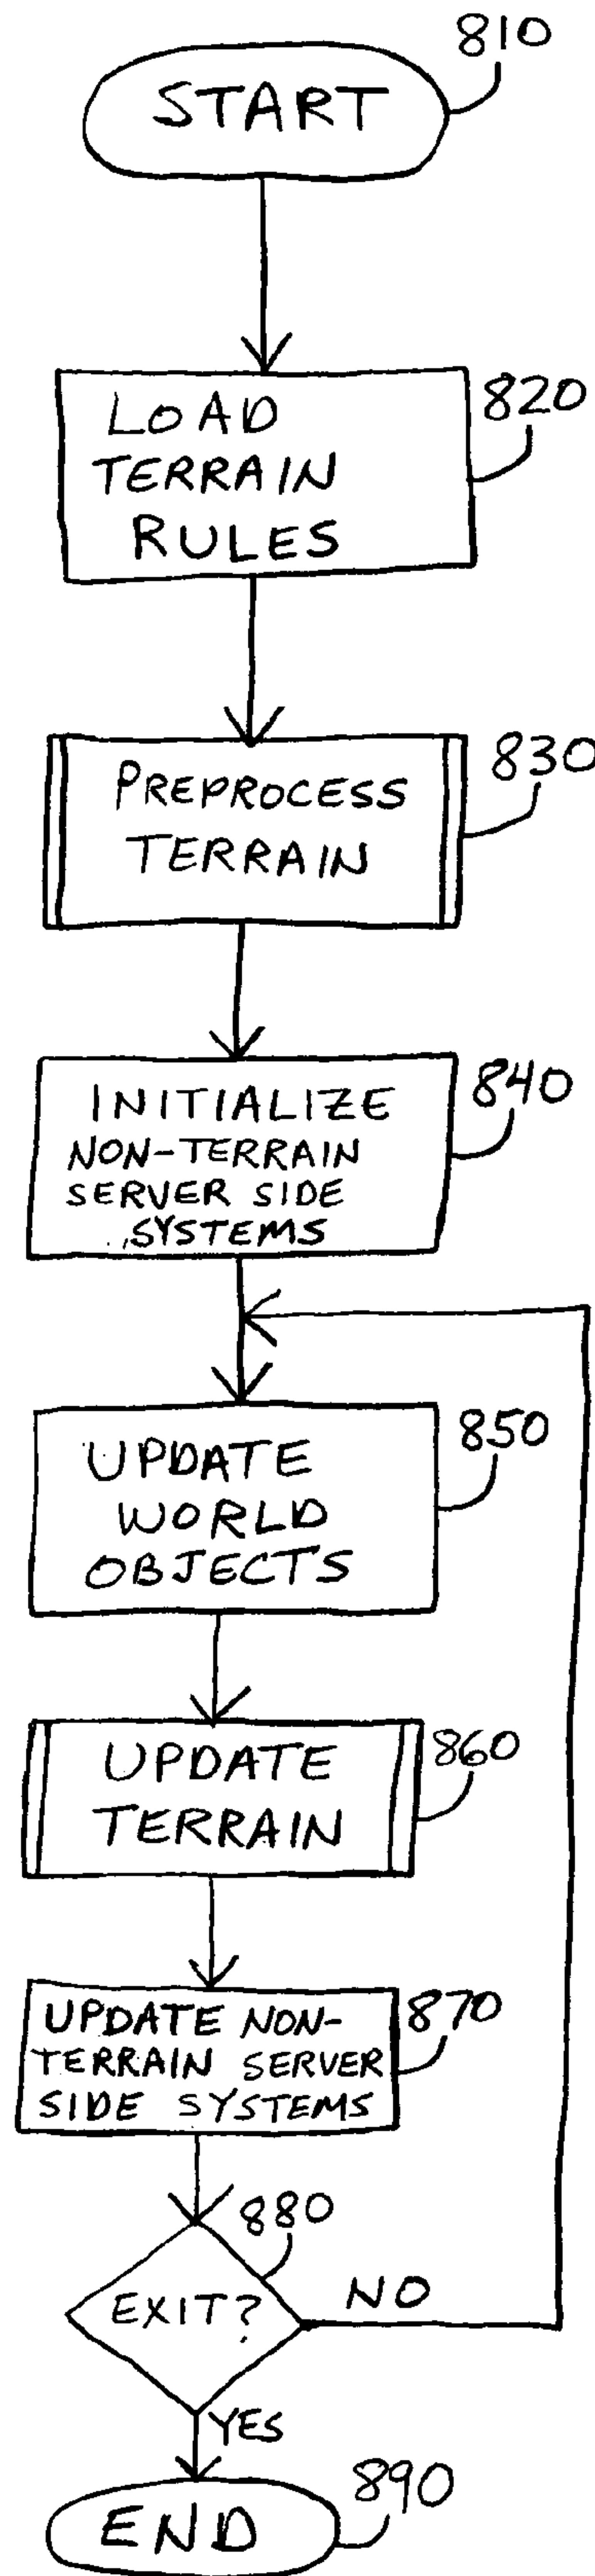 810
START
820
LOAD
TERRAIN
RULES
830
PREPROCESS
TERRAIN
840
INITIALIZE
NON-TERRAIN
SERVER SIDE
SYSTEMS
850
UPDATE
WORLD
OBJECTS
860
UPDATE
TERRAIN
870
UPDATE NON-
TERRAIN SERVER
SIDE SYSTEMS
880
EXIT?
NO
YES
890
END